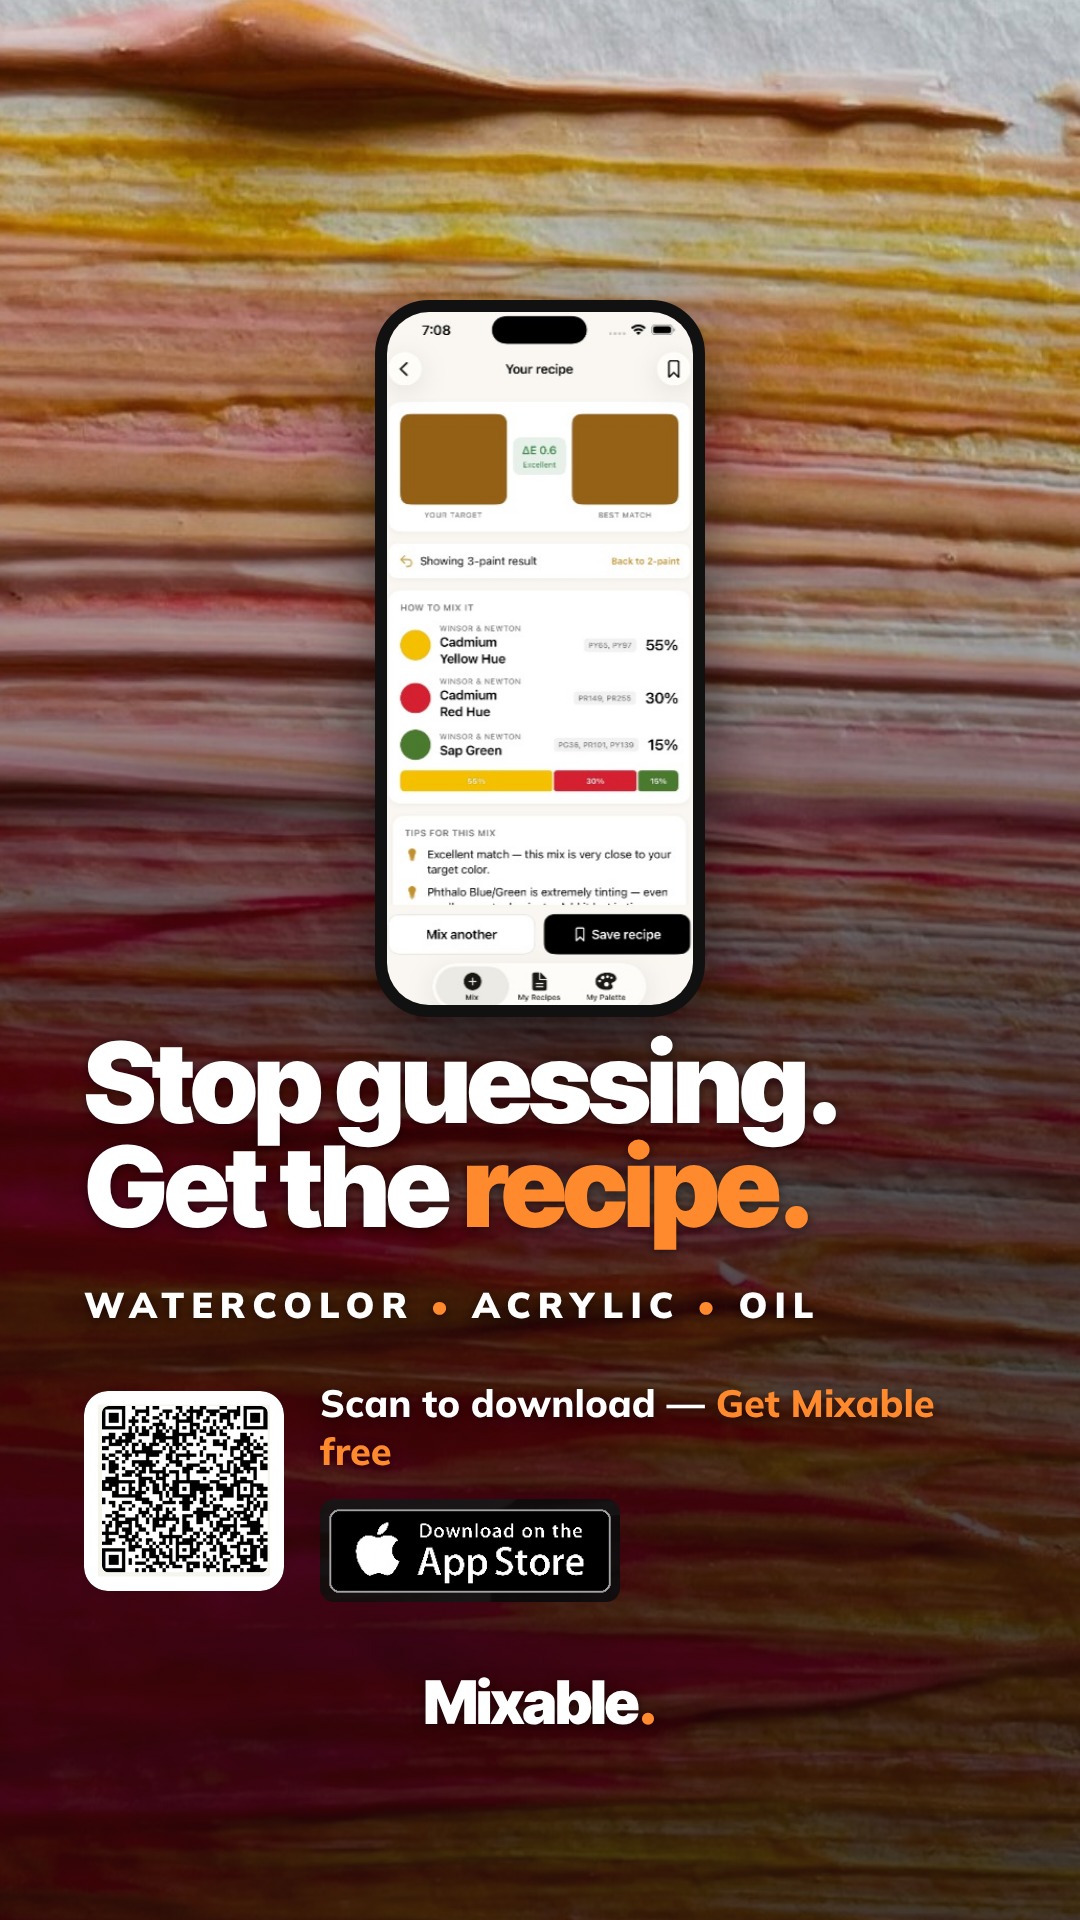 7:08
Your recipe
ΔE 0.6
Excellent
YOUR TARGET
BEST MATCH
Showing 3-paint result
Back to 2-paint
HOW TO MIX IT
WINSOR & NEWTON
Cadmium
Yellow Hue
PY65, PY97
55%
WINSOR & NEWTON
Cadmium
Red Hue
PR149, PR255
30%
WINSOR & NEWTON
Sap Green
PG36, PR101, PY139
15%
55%
30%
15%
TIPS FOR THIS MIX
Excellent match — this mix is very close to your
target color.
Phthalo Blue/Green is extremely tinting — even
Mix another
Save recipe
Mix
My Recipes
My Palette
Stop guessing.
Get the recipe.
WATERCOLOR • ACRYLIC • OIL
Scan to download — Get Mixable
free
Download on the
App Store
Mixable.